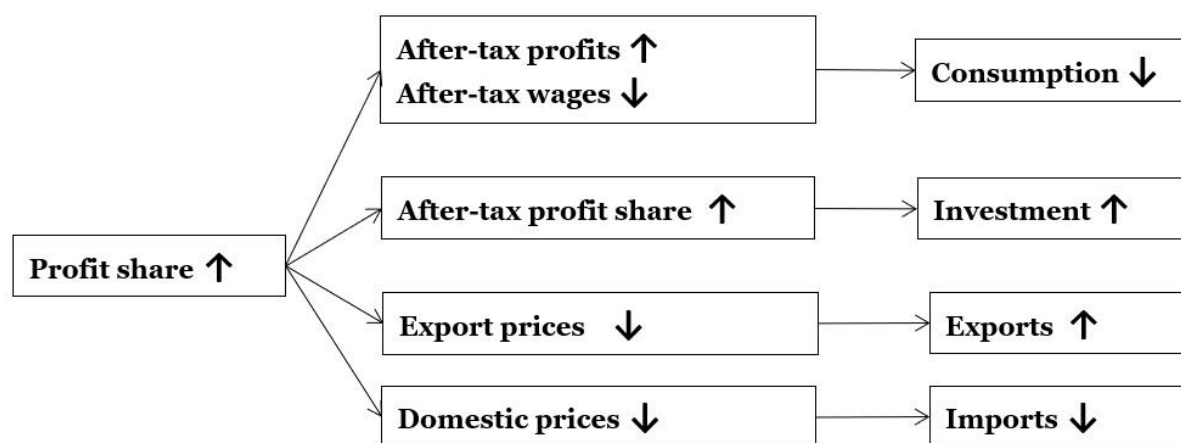 After-tax profits ↑
After-tax wages ↓
Consumption ↓
After-tax profit share ↑
Investment ↑
Profit share ↑
Export prices ↓
Exports ↑
Domestic prices ↓
Imports ↓